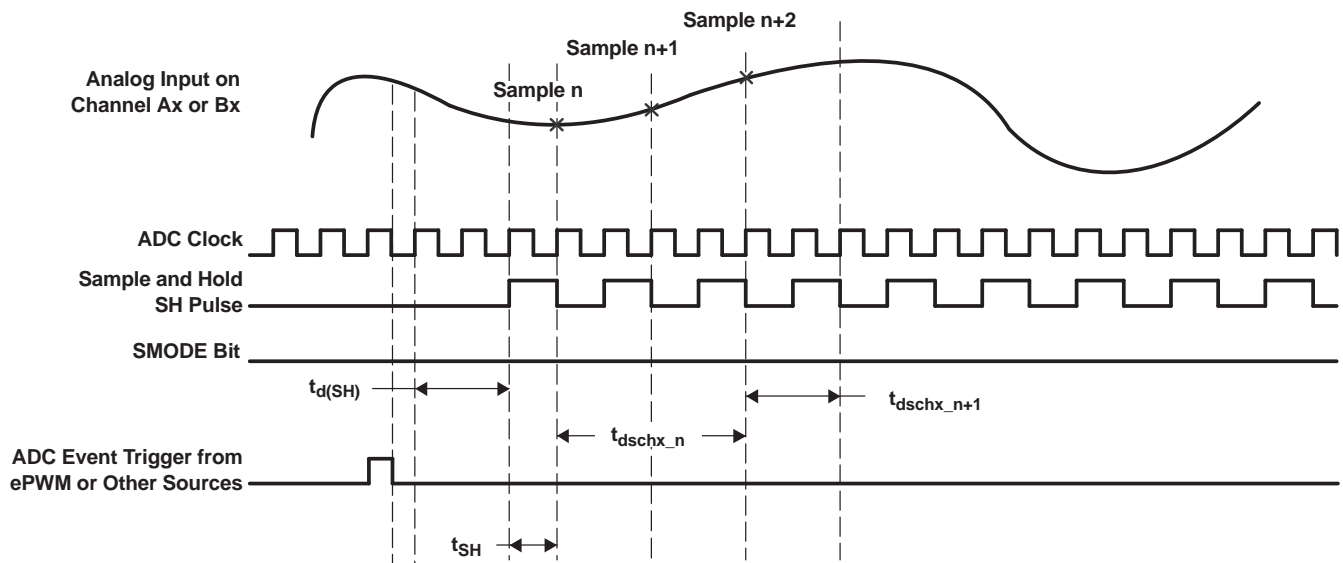 Sample n+2
Sample n+1
Analog Input on
Channel Ax or Bx
Sample n
ADC Clock
Sample and Hold
SH Pulse
SMODE Bit
td(SH)
tdschx_n+1
tdschx_n
ADC Event Trigger from
ePWM or Other Sources
tSH